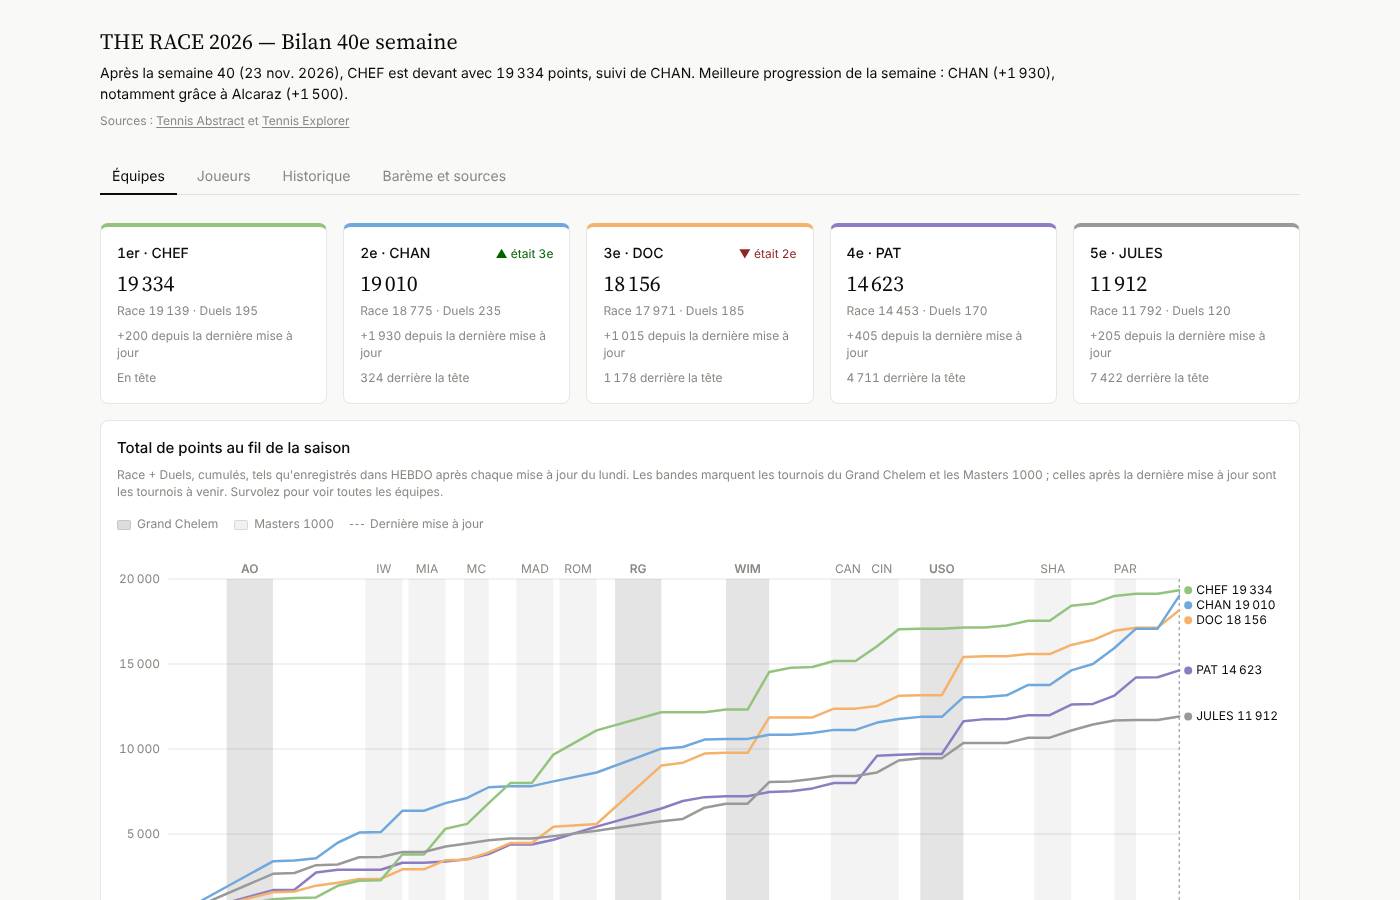 THE RACE 2026 — Bilan 40e semaine
Après la semaine 40 (23 nov. 2026), CHEF est devant avec 19 334 points, suivi de CHAN. Meilleure progression de la semaine : CHAN (+1 930),
notamment grâce à Alcaraz (+1 500).
Sources : Tennis Abstract et Tennis Explorer
Équipes Joueurs Historique Barème et sources
1er · CHEF
19 334
Race 19 139 · Duels 195
+200 depuis la dernière mise à
jour
En tête
2e · CHAN ▲ était 3e
19 010
Race 18 775 · Duels 235
+1 930 depuis la dernière mise à
jour
324 derrière la tête
3e · DOC ▼ était 2e
18 156
Race 17 971 · Duels 185
+1 015 depuis la dernière mise à
jour
1 178 derrière la tête
4e · PAT
14 623
Race 14 453 · Duels 170
+405 depuis la dernière mise à
jour
4 711 derrière la tête
5e · JULES
11 912
Race 11 792 · Duels 120
+205 depuis la dernière mise à
jour
7 422 derrière la tête
Total de points au fil de la saison
Race + Duels, cumulés, tels qu'enregistrés dans HEBDO après chaque mise à jour du lundi. Les bandes marquent les tournois du Grand Chelem et les Masters 1000 ; celles après la dernière mise à jour sont
les tournois à venir. Survolez pour voir toutes les équipes.
Grand Chelem Masters 1000 Dernière mise à jour
AO IW MIA MC MAD ROM RG WIM CAN CIN USO SHA PAR
20 000
CHEF 19 334
CHAN 19 010
DOC 18 156
15 000
PAT 14 623
JULES 11 912
10 000
5 000